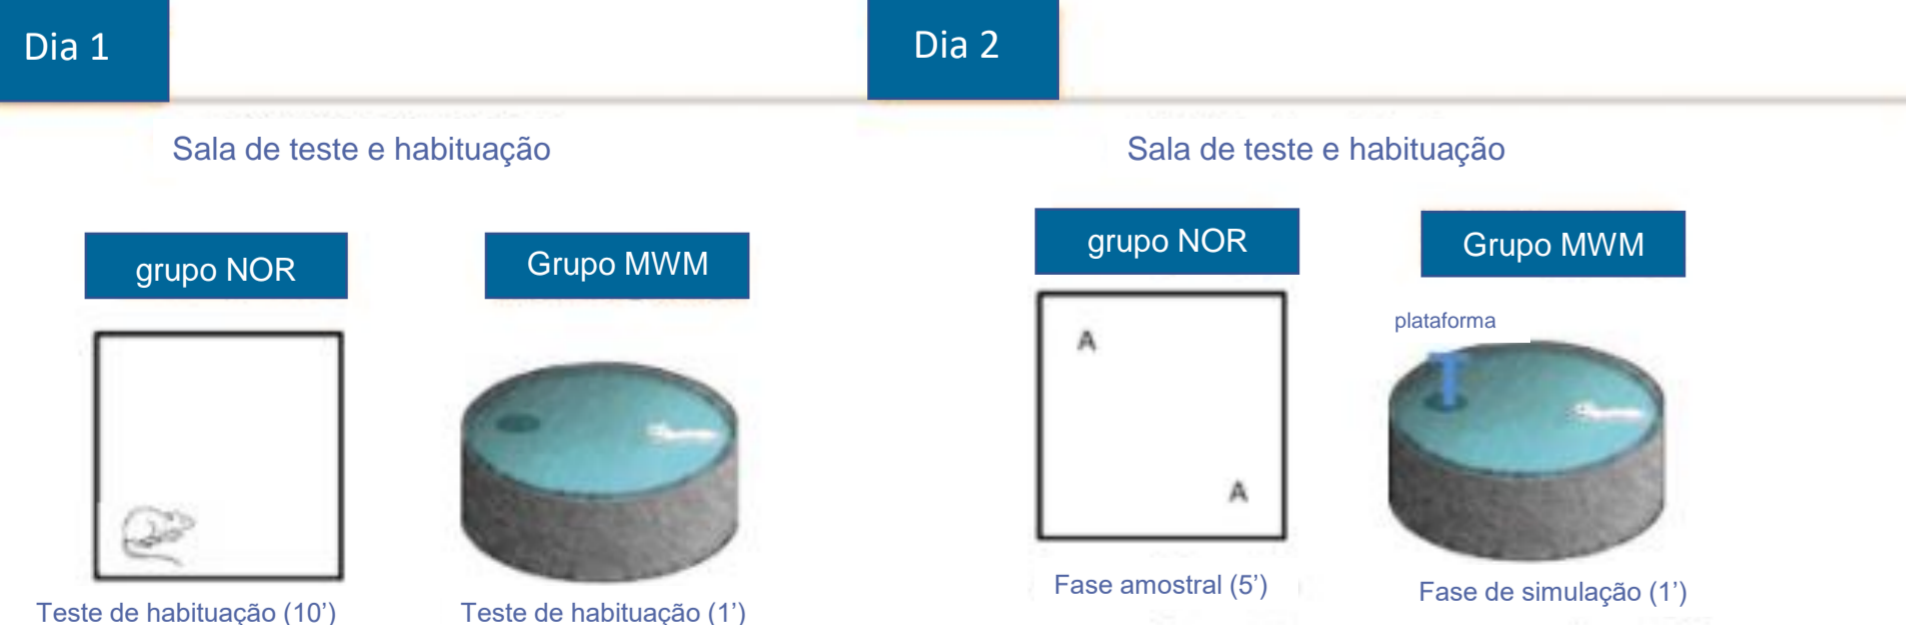 Dia 1
Dia 2
Sala de teste e habituação
Sala de teste e habituação
grupo NOR
Grupo MWM
grupo NOR
Grupo MWM
plataforma
A
A
Fase amostral (5’)
Fase de simulação (1’)
Teste de habituação (10’)
Teste de habituação (1’)